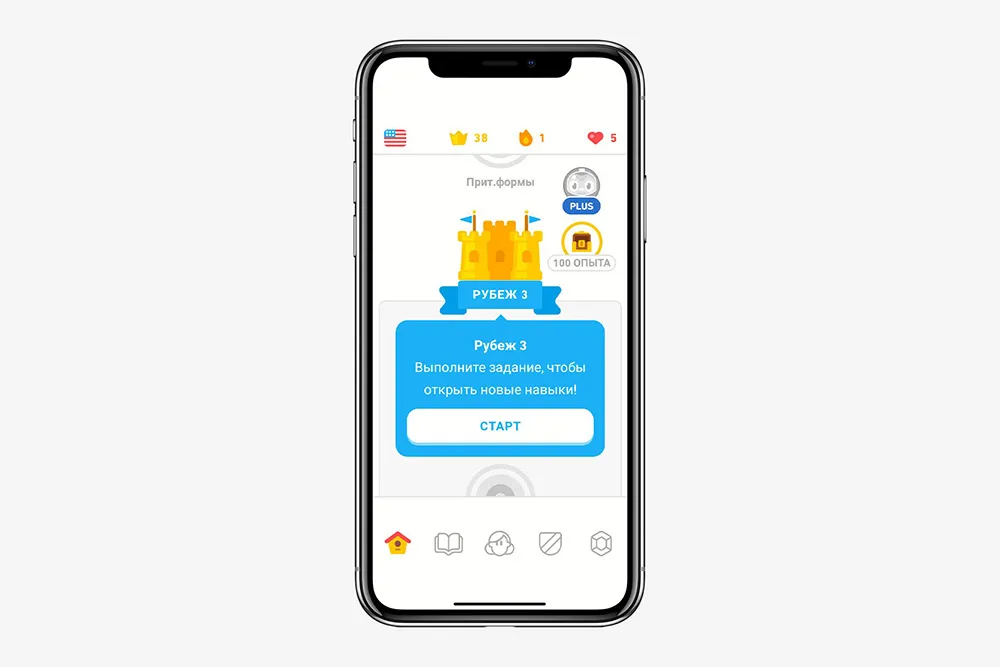 38 1 5
Прит.формы
PLUS
100 ОПЫТА
РУБЕЖ 3
Рубеж 3
Выполните задание, чтобы
открыть новые навыки!
СТАРТ